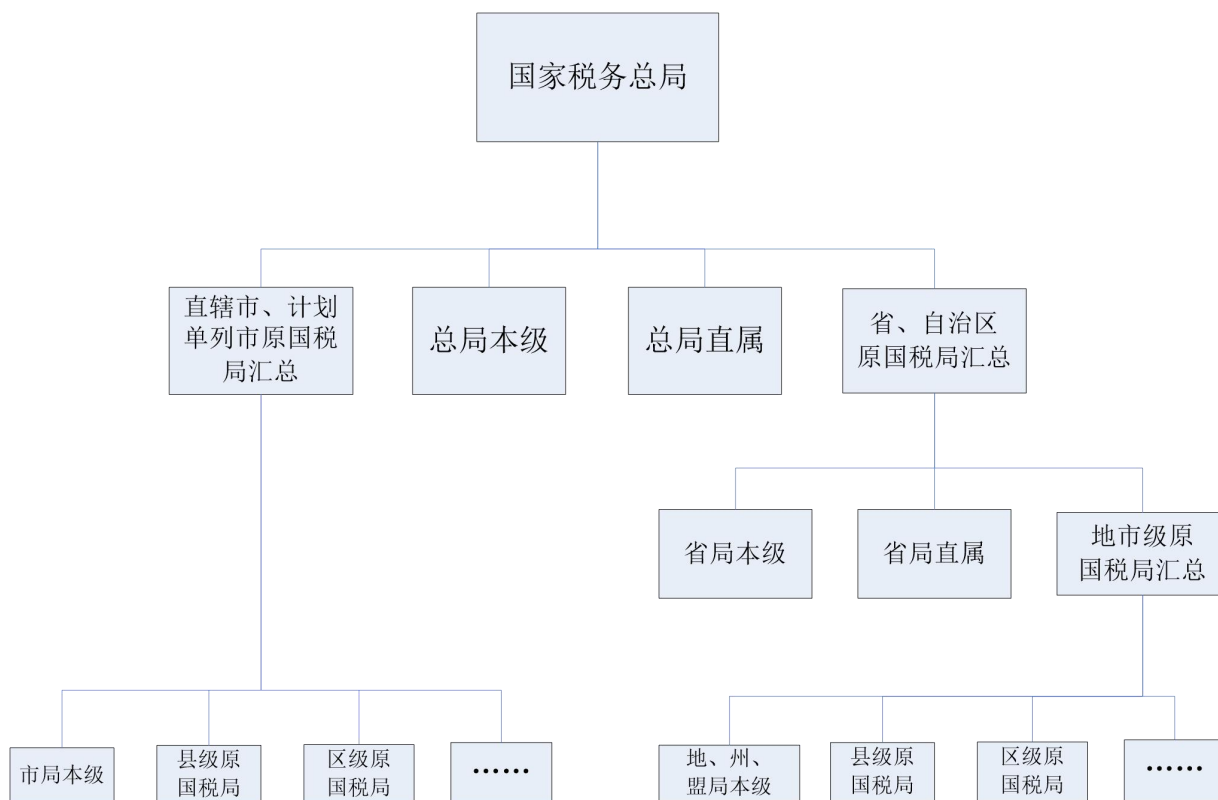 国家税务总局
直辖市、计划
单列市原国税
局汇总
总局本级
总局直属
省、自治区
原国税局汇总
省局本级
省局直属
地市级原
国税局汇总
市局本级
县级原
国税局
区级原
国税局
••••••
地、州、
盟局本级
县级原
国税局
区级原
国税局
••••••